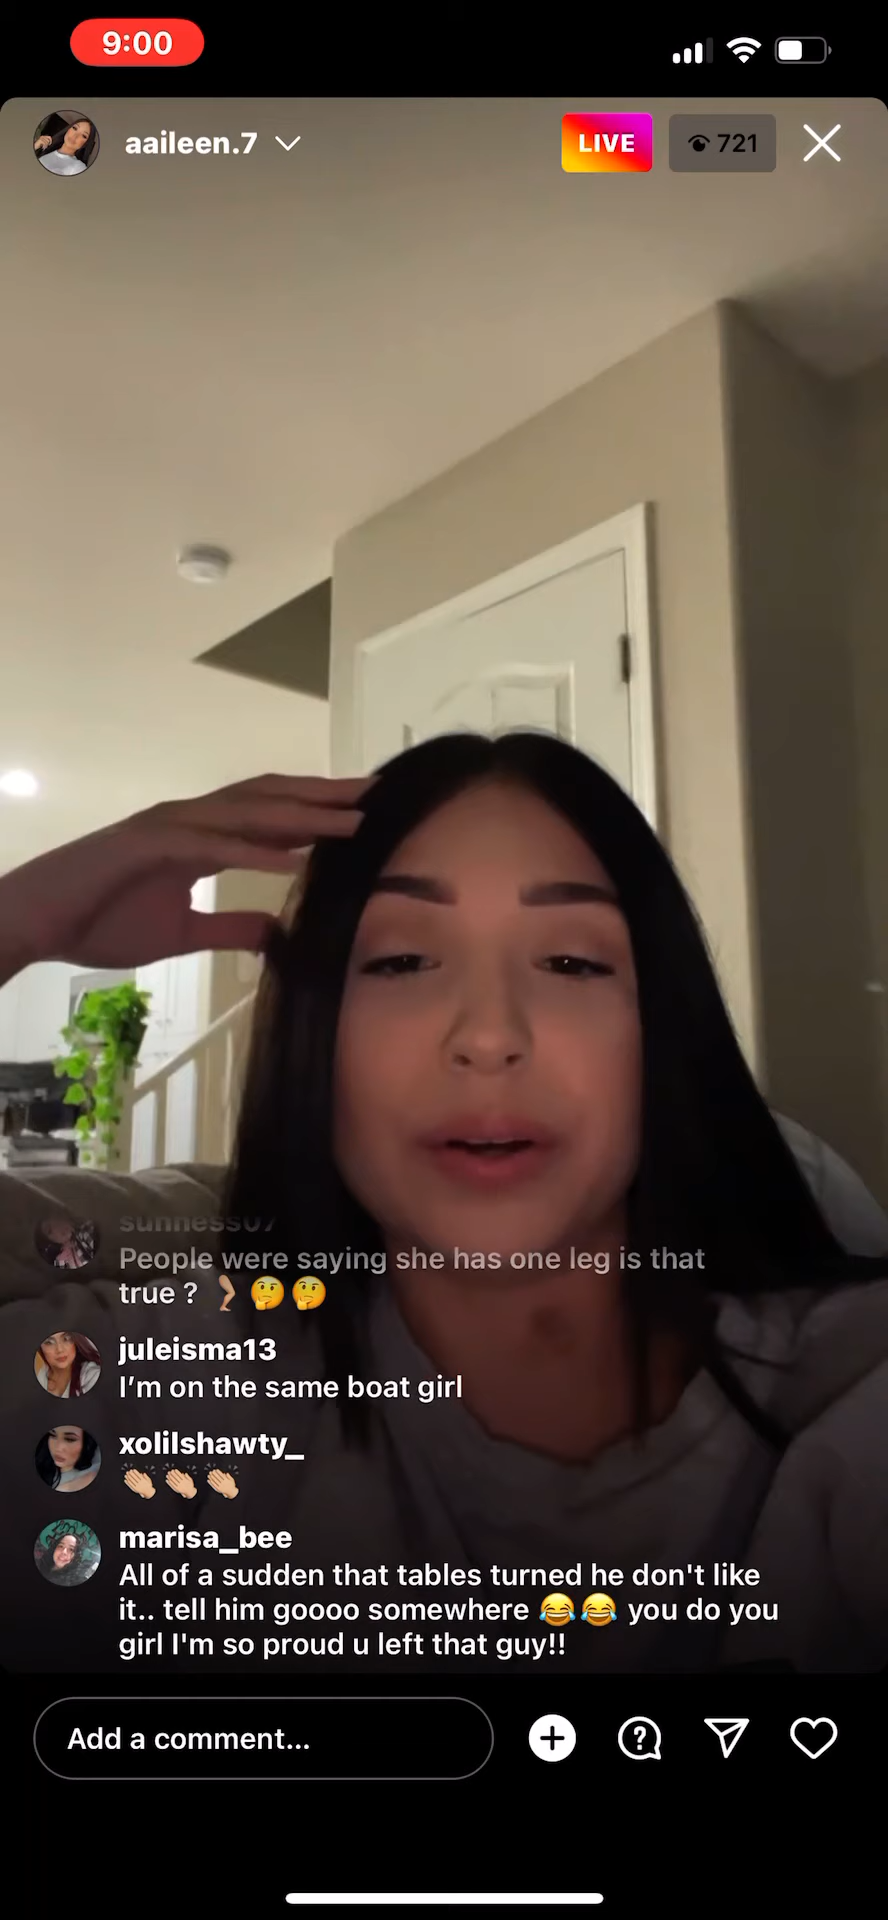 9:00
aaileen.7
LIVE
721
sunness07
People were saying she has one leg is that
true ? 🦵🏼🤔🤔
juleisma13
I’m on the same boat girl
xolilshawty_
👏🏼👏🏼👏🏼
marisa_bee
All of a sudden that tables turned he don't like
it.. tell him goooo somewhere 😂😂 you do you
girl I'm so proud u left that guy!!
Add a comment...